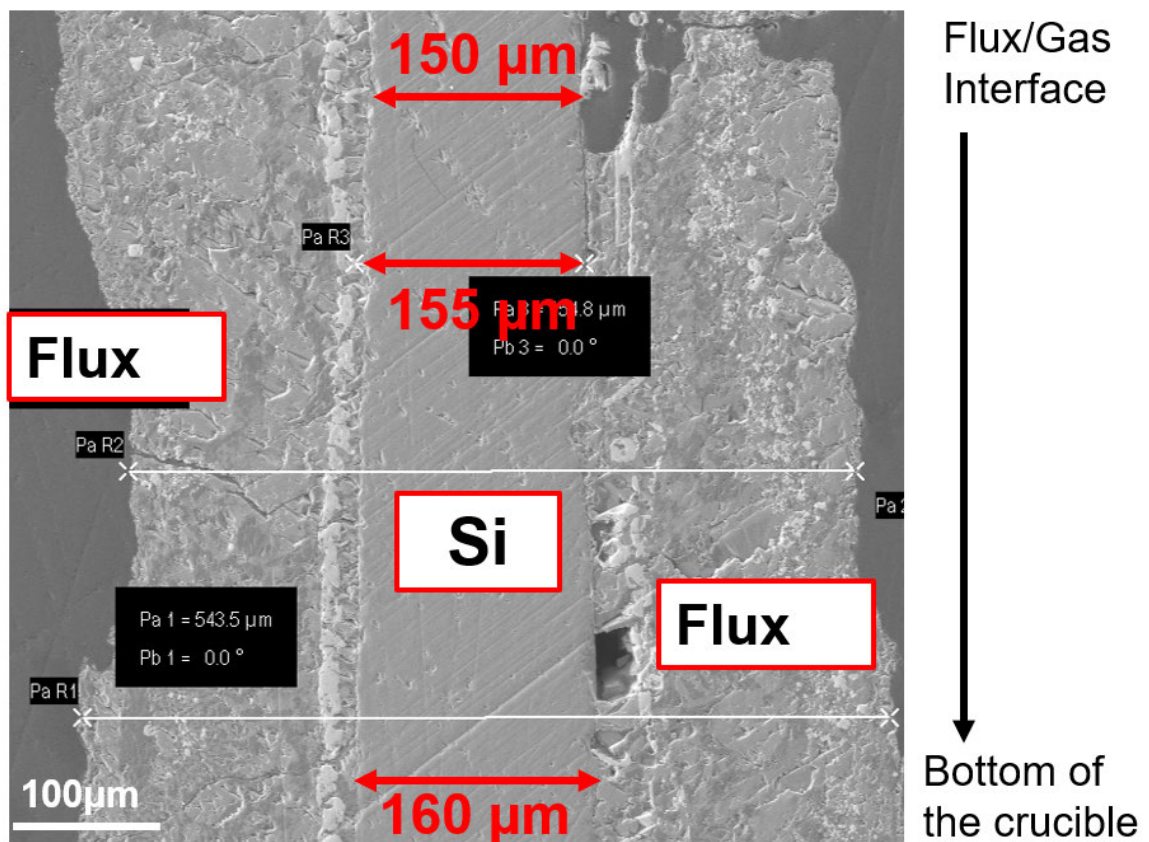 Flux/Gas
Interface
150 µm
Pa R3
155 µm
Pb 3 = 0.0 °
Flux
Pa R2
Si
Pa 1 = 543.5 µm
Pb 1 = 0.0 °
Flux
Pa R1
100µm
160 µm
Bottom of
the crucible